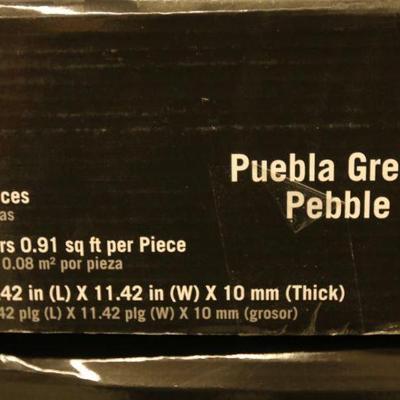 Puebla Gre
Pebble
ces
as
rs 0.91 sq ft per Piece
0.08 m² por pieza
.42 in (L) X 11.42 in (W) X 10 mm (Thick)
42 plg (L) X 11.42 plg (W) X 10 mm (grosor)